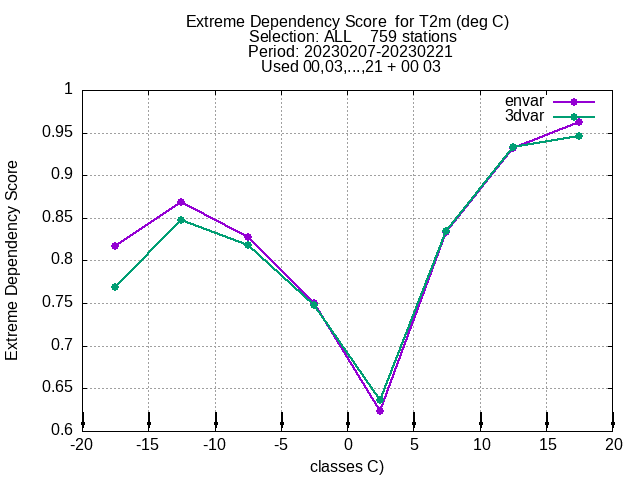 Extreme Dependency Score  for T2m (deg C)
Selection: ALL    759 stations
Period: 20230207-20230221
Used 00,03,...,21 + 00 03
envar
3dvar
1
0.95
0.9
0.85
0.8
0.75
0.7
0.65
0.6
Extreme Dependency Score
-20 -15 -10 -5 0 5 10 15 20
classes C)